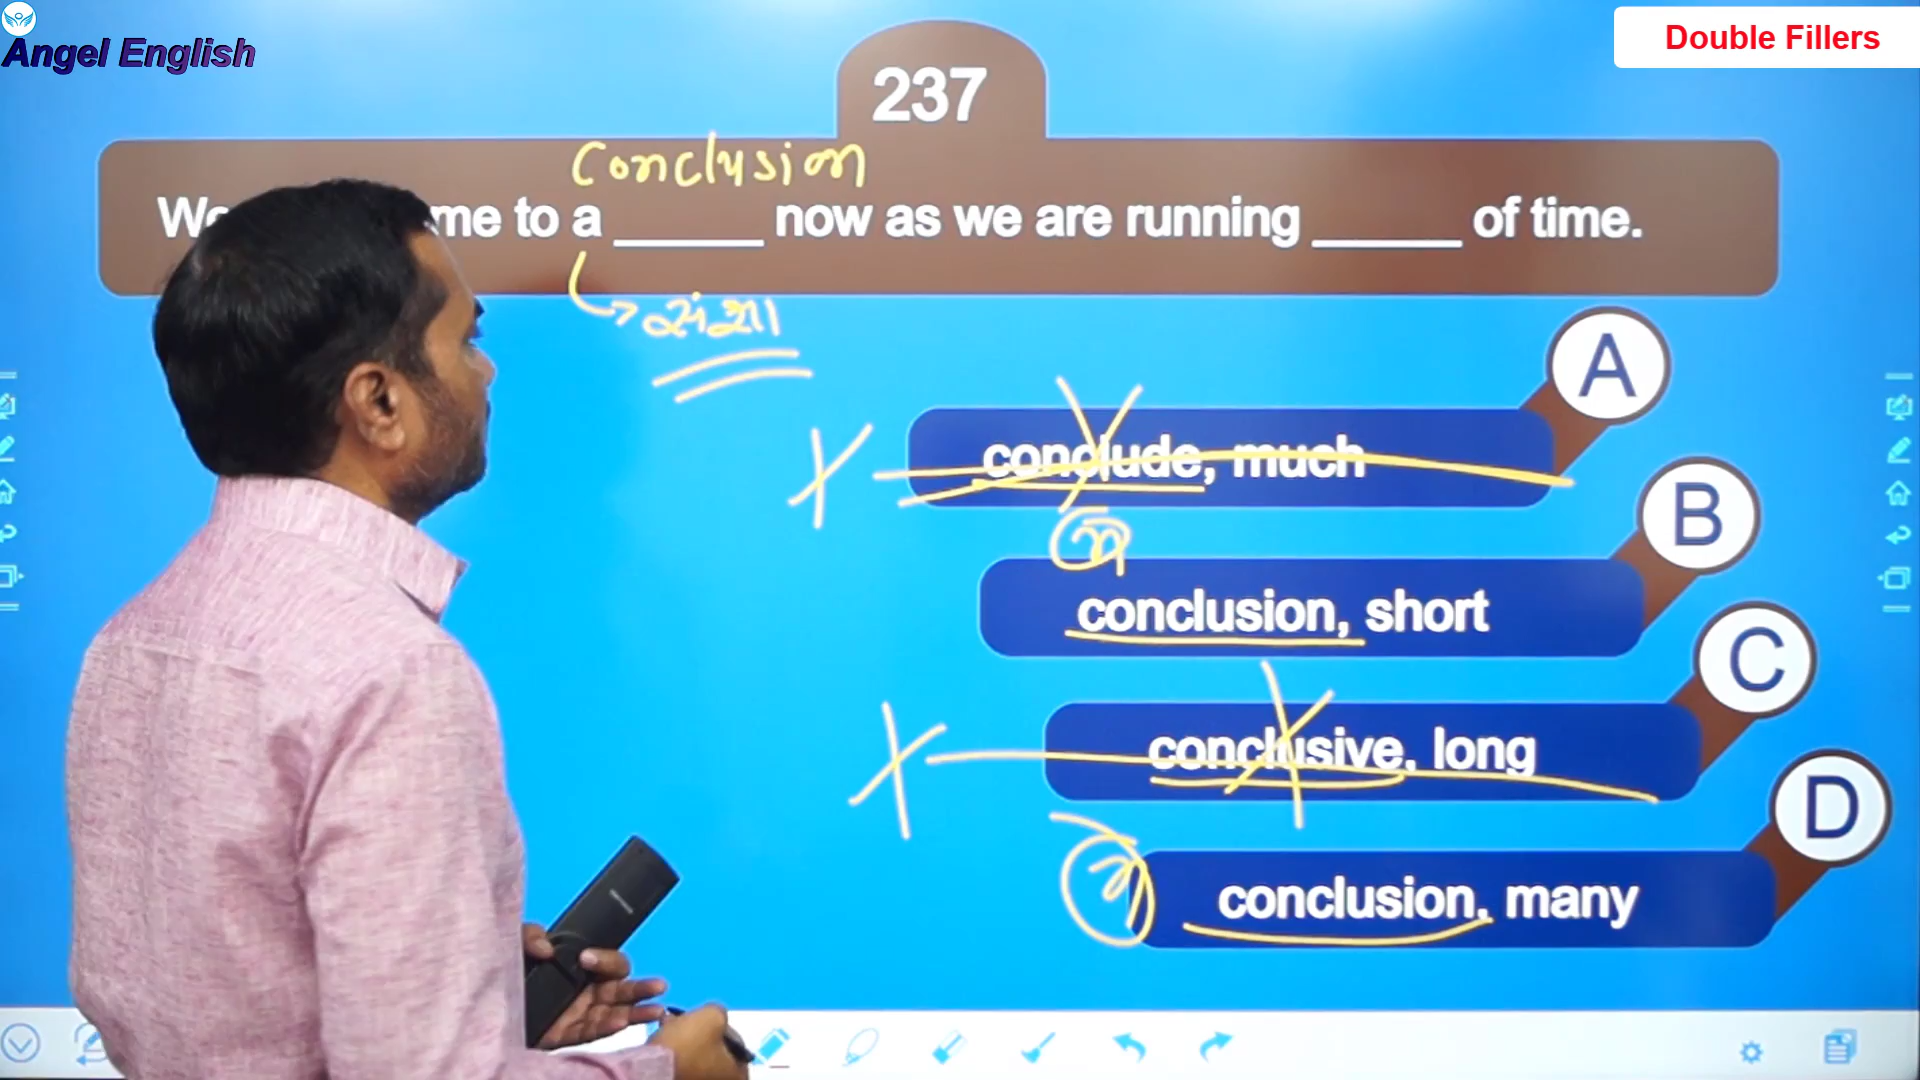 Angel English
Double Fillers
237
Conclusion
me to a ______ now as we are running ______ of time.
conclude, much
A
B
conclusion, short
C
conclusive, long
D
conclusion, many